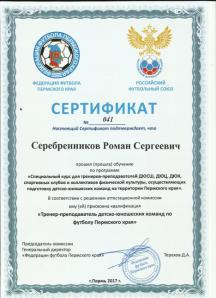 ФЕДЕРАЦИЯ ФУТБОЛА
ПЕРМСКОГО КРАЯ
РОССИЙСКИЙ
ФУТБОЛЬНЫЙ СОЮЗ
СЕРТИФИКАТ
№ 041
Настоящий Сертификат подтверждает, что
Серебренников Роман Сергеевич
прошел (прошла) обучение
по программе
«Специальный курс для тренеров-преподавателей ДЮСШ, ДЮЦ, ДЮК,
спортивных клубов и коллективов физической культуры, осуществляющих
подготовку детско-юношеских команд на территории Пермского края».
В соответствии с решением аттестационной комиссии
ему (ей) присвоена квалификация
«Тренер-преподаватель детско-юношеских команд по
футболу Пермского края»
Председатель комиссии
Генеральный директор
«Федерации футбола Пермского края»
Терехов Д.А.
г.Пермь 2017 г.